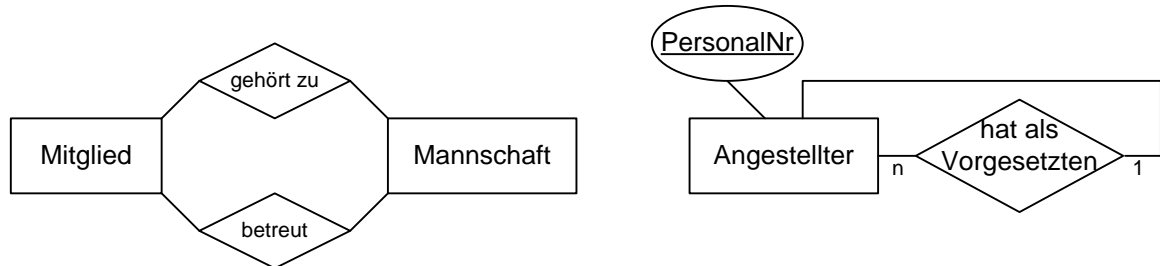 gehört zu
Mitglied
Mannschaft
betreut
PersonalNr
Angestellter
n
hat als
Vorgesetzten
1